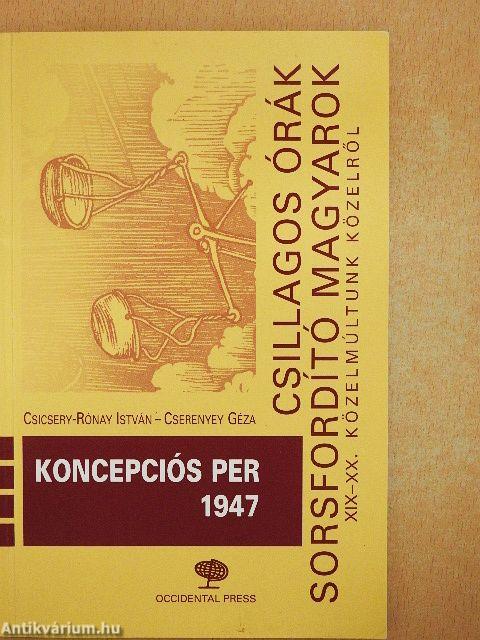 CSILLAGOS ÓRÁK
SORSFORDÍTÓ MAGYAROK
XIX–XX. KÖZELMÚLTUNK KÖZELRŐL
CSICSERY-RÓNAY ISTVÁN – CSERENYEY GÉZA
KONCEPCIÓS PER
1947
OCCIDENTAL PRESS
Antikvárium.hu